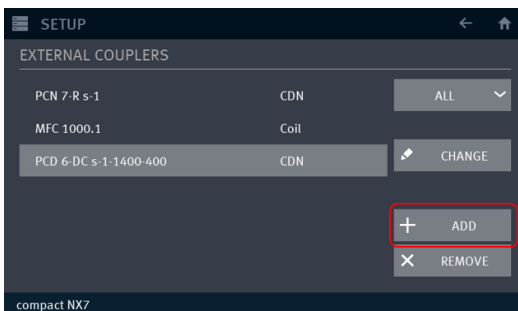 SETUP
EXTERNAL COUPLERS
PCN 7-R s-1 CDN
ALL
MFC 1000.1 Coil
PCD 6-DC s-1-1400-400 CDN
CHANGE
ADD
REMOVE
compact NX7